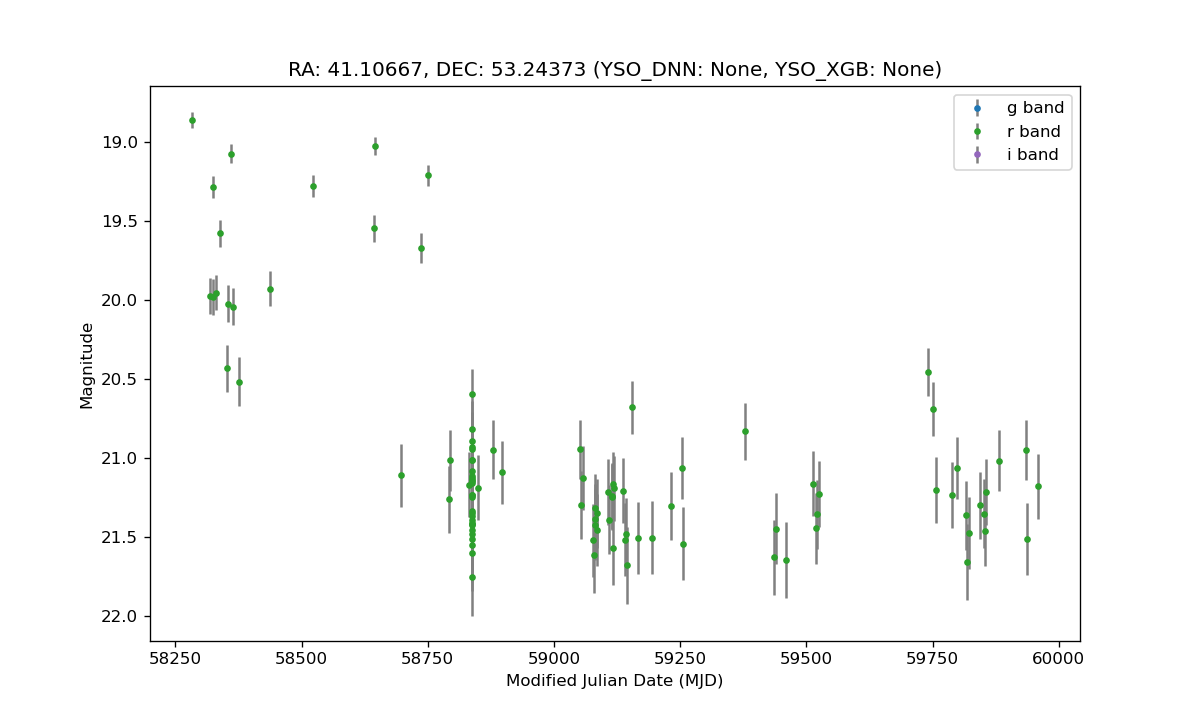 RA: 41.10667, DEC: 53.24373 (YSO_DNN: None, YSO_XGB: None)
g band
r band
i band
19.0
19.5
20.0
20.5
21.0
21.5
22.0
Magnitude
58250 58500 58750 59000 59250 59500 59750 60000
Modified Julian Date (MJD)